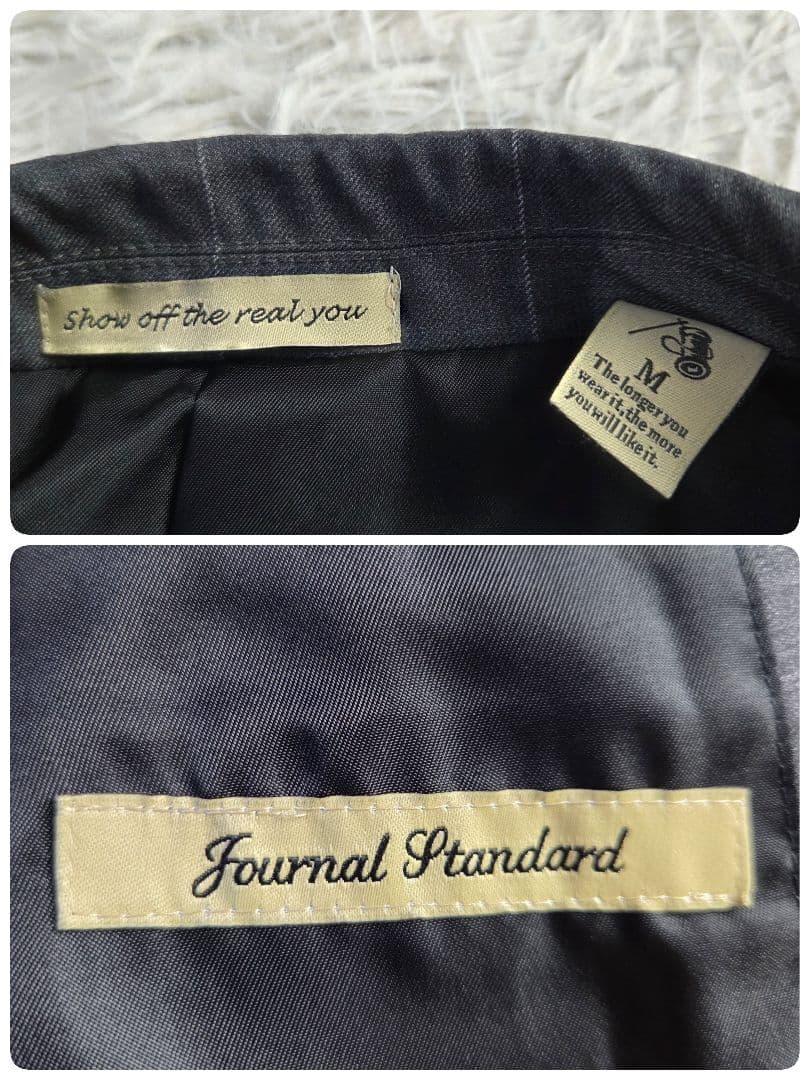 Show off the real you
M
The longer you
wear it, the more
you will like it.
Journal Standard